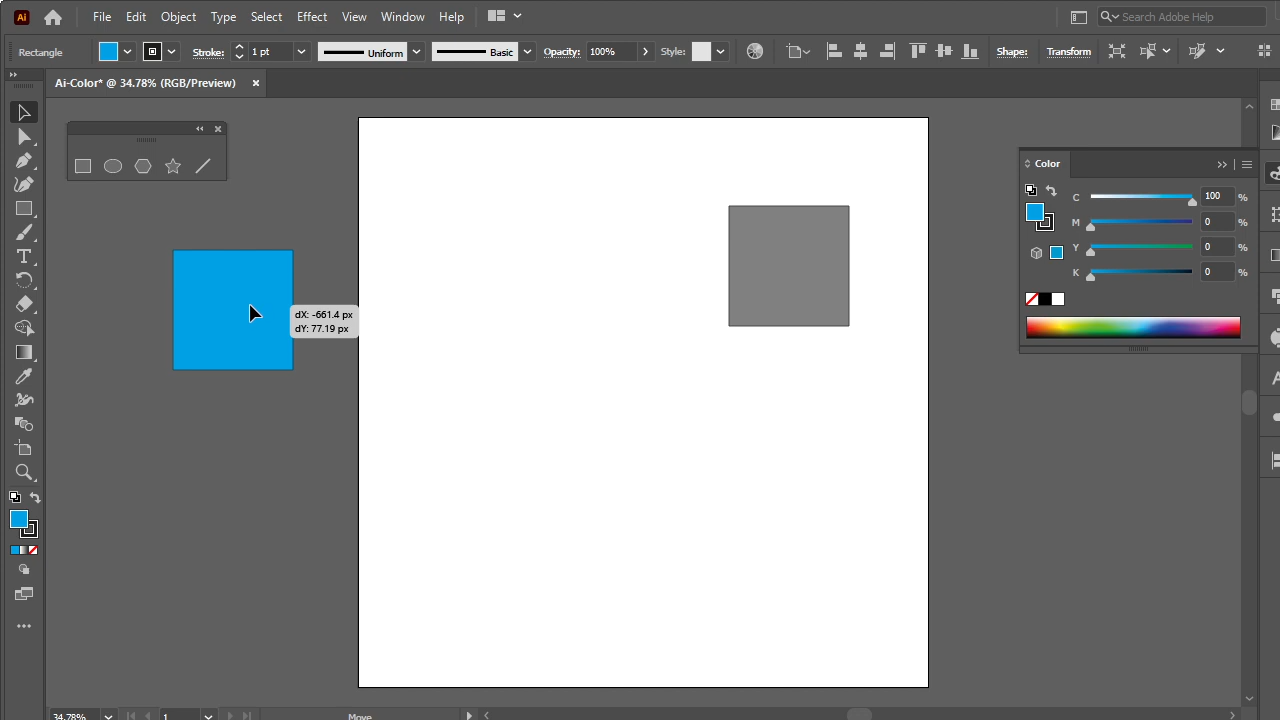 Ai
File Edit Object Type Select Effect View Window Help
Search Adobe Help
Rectangle
Stroke: 1 pt Uniform Basic Opacity: 100% Style: Shape: Transform
Ai-Color* @ 34.78% (RGB/Preview)
Color
C 100 %
M 0 %
Y 0 %
K 0 %
dX: -661.4 px
dY: 77.19 px
34.78% 1 Move